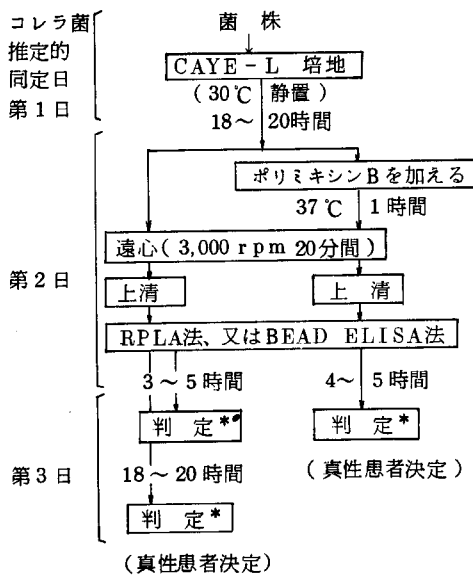 コレラ菌
推定的
同定日
第1日
菌 株
CAYE-L 培地
(30℃ 静置)
18~ 20時間
ポリミキシンBを加える
37℃ 1時間
遠心(3,000 rpm 20分間)
第2日
上清
上 清
RPLA法、又はBEAD ELISA法
3~5時間
4~ 5時間
判 定*
判 定*
第3日
18~20時間
(真性患者決定)
判 定*
(真性患者決定)